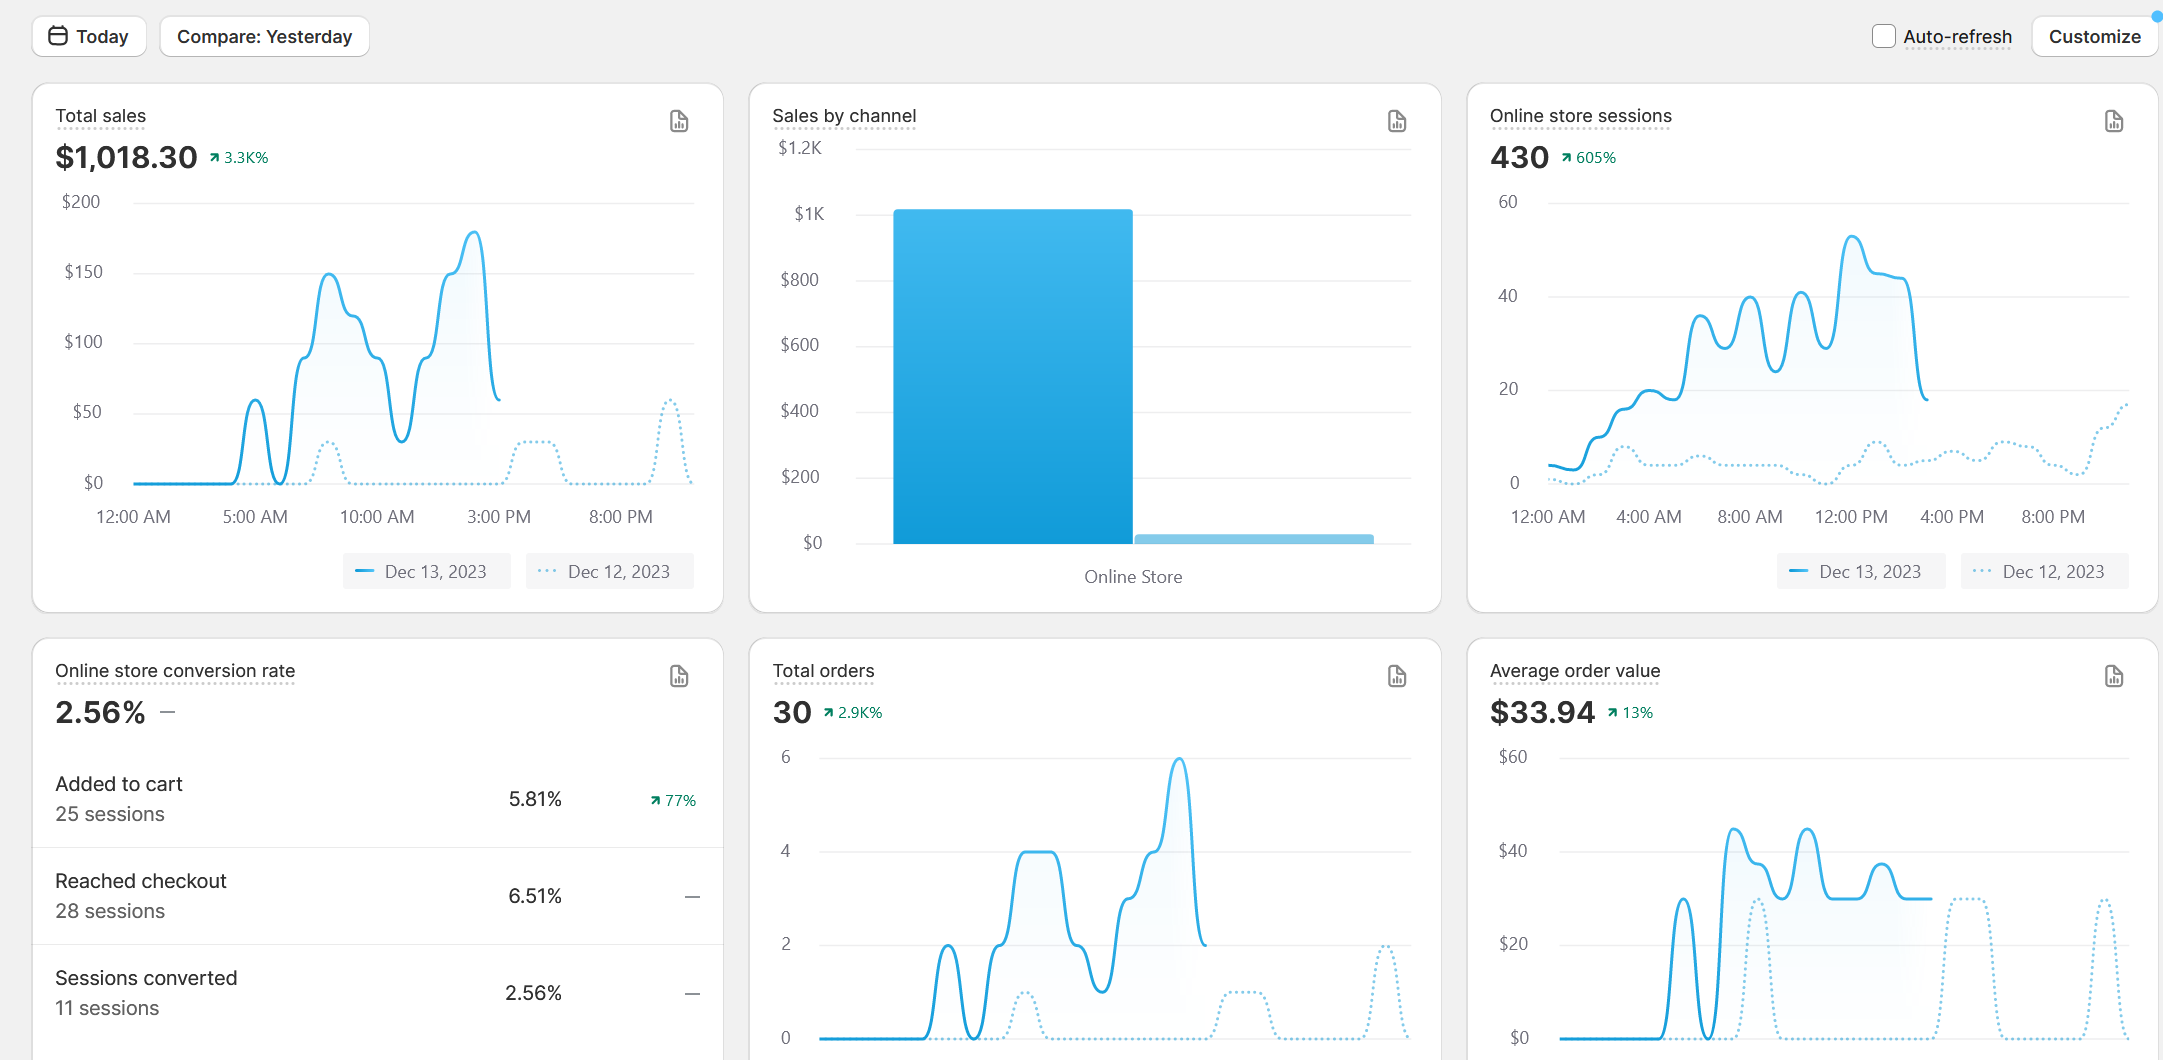 Today
Compare: Yesterday
Auto-refresh
Customize
Total sales
$1,018.30
3.3K%
$200
$150
$100
$50
$0
12:00 AM
5:00 AM
10:00 AM
3:00 PM
8:00 PM
Dec 13, 2023
Dec 12, 2023
Sales by channel
$1.2K
$1K
$800
$600
$400
$200
$0
Online Store
Online store sessions
430
605%
60
40
20
0
12:00 AM
4:00 AM
8:00 AM
12:00 PM
4:00 PM
8:00 PM
Dec 13, 2023
Dec 12, 2023
Online store conversion rate
2.56% —
Added to cart
25 sessions
5.81%
77%
Reached checkout
28 sessions
6.51%
—
Sessions converted
11 sessions
2.56%
—
Total orders
30
2.9K%
6
4
2
0
Average order value
$33.94
13%
$60
$40
$20
$0